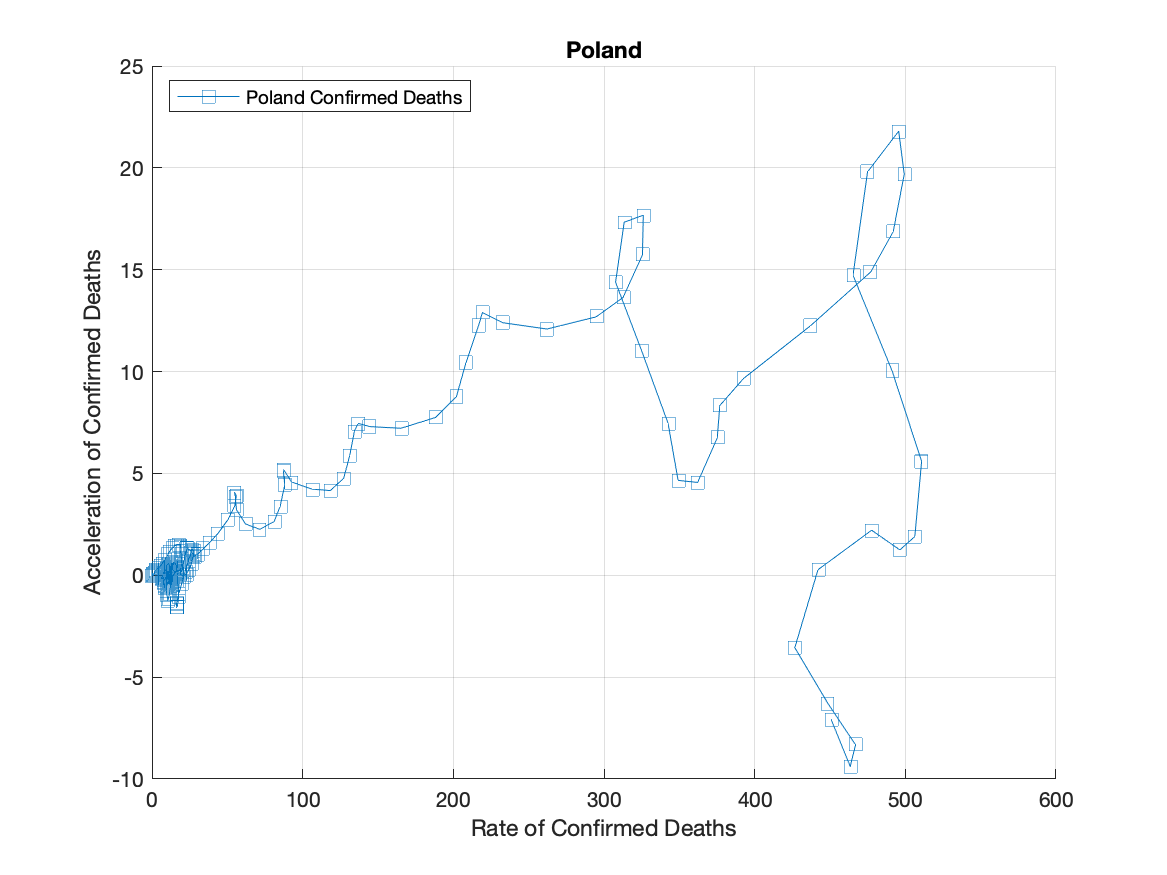 Poland
25
Poland Confirmed Deaths
20
15
10
5
0
-5
-10
Acceleration of Confirmed Deaths
0 100 200 300 400 500 600
Rate of Confirmed Deaths